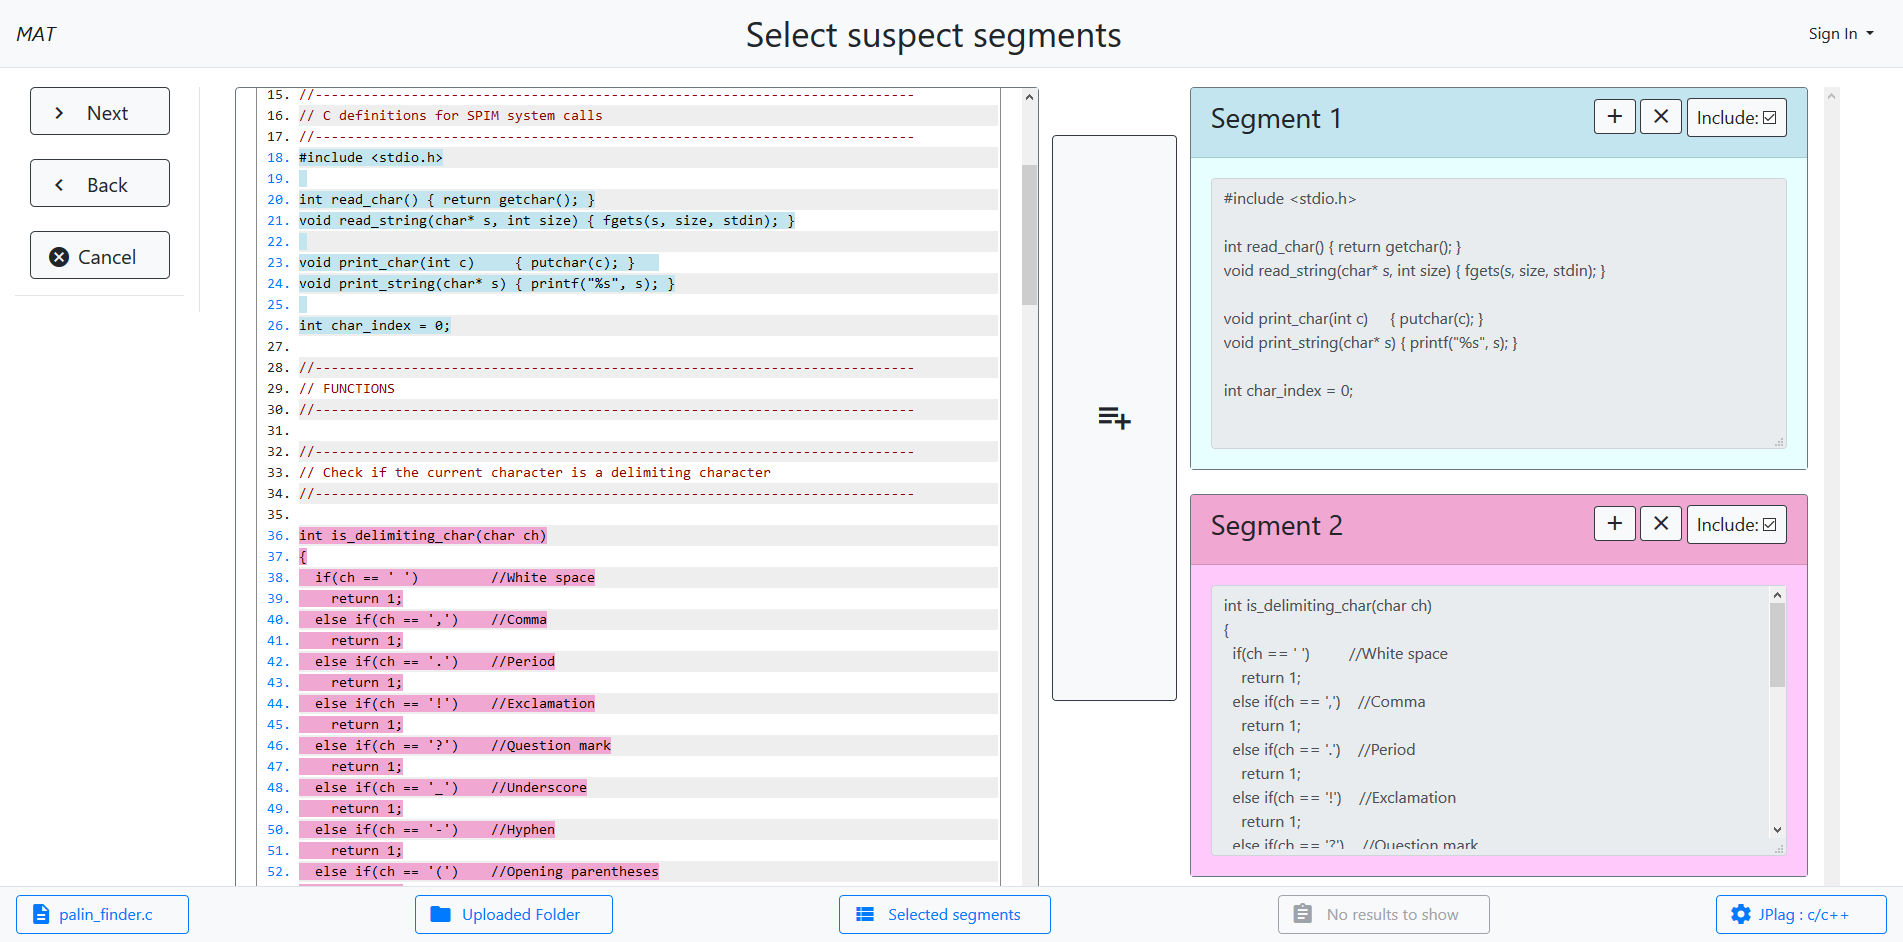 MAT
Select suspect segments
Sign In
Next
Back
Cancel
15. //---------------------------------------------------------------------------
16. // C definitions for SPIM system calls
17. //---------------------------------------------------------------------------
18. #include <stdio.h>
19.
20. int read_char() { return getchar(); }
21. void read_string(char* s, int size) { fgets(s, size, stdin); }
22.
23. void print_char(int c)     { putchar(c); }
24. void print_string(char* s) { printf("%s", s); }
25.
26. int char_index = 0;
27.
28. //---------------------------------------------------------------------------
29. // FUNCTIONS
30. //---------------------------------------------------------------------------
31.
32. //---------------------------------------------------------------------------
33. // Check if the current character is a delimiting character
34. //---------------------------------------------------------------------------
35.
36. int is_delimiting_char(char ch)
37. {
38.   if(ch == ' ')         //White space
39.     return 1;
40.   else if(ch == ',')    //Comma
41.     return 1;
42.   else if(ch == '.')    //Period
43.     return 1;
44.   else if(ch == '!')    //Exclamation
45.     return 1;
46.   else if(ch == '?')    //Question mark
47.     return 1;
48.   else if(ch == '_')    //Underscore
49.     return 1;
50.   else if(ch == '-')    //Hyphen
51.     return 1;
52.   else if(ch == '(')    //Opening parentheses
Segment 1
Include:
#include <stdio.h>
int read_char() { return getchar(); }
void read_string(char* s, int size) { fgets(s, size, stdin); }
void print_char(int c)     { putchar(c); }
void print_string(char* s) { printf("%s", s); }
int char_index = 0;
Segment 2
Include:
int is_delimiting_char(char ch)
{
  if(ch == ' ')         //White space
    return 1;
  else if(ch == ',')    //Comma
    return 1;
  else if(ch == '.')    //Period
    return 1;
  else if(ch == '!')    //Exclamation
    return 1;
  else if(ch == '?')    //Question mark
palin_finder.c
Uploaded Folder
Selected segments
No results to show
JPlag : c/c++